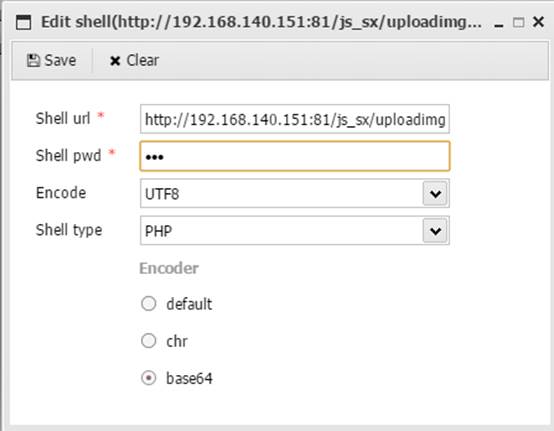 Edit shell(http://192.168.140.151:81/js_sx/uploadimg...
Save Clear
Shell url * http://192.168.140.151:81/js_sx/uploadimg
Shell pwd * •••
Encode UTF8
Shell type PHP
Encoder
default
chr
base64